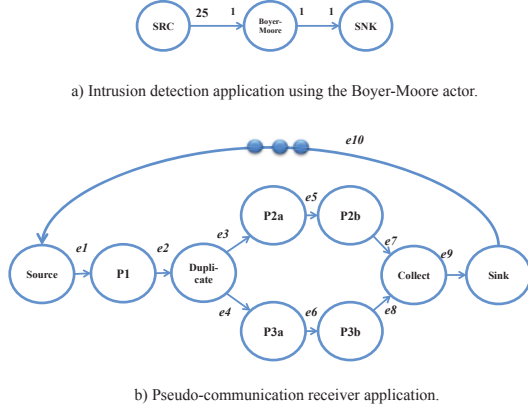 25 1 1 1
SRC Boyer-
Moore SNK
a) Intrusion detection application using the Boyer-Moore actor.
e10
P2a e5 P2b
e3 e7
Source e1 P1 e2 Dupli-
cate Collect e9 Sink
e4 e8
P3a e6 P3b
b) Pseudo-communication receiver application.